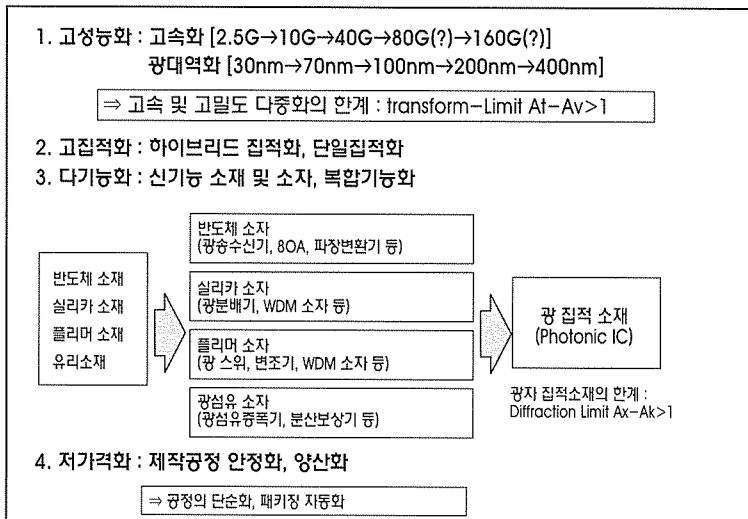 1. 고성능화 : 고속화 [2.5G→10G→40G→80G(?)→160G(?)]
광대역화 [30nm→70nm→100nm→200nm→400nm]
⇒ 고속 및 고밀도 다중화의 한계 : transform-Limit At-Av>1
2. 고집적화 : 하이브리드 집적화, 단일집적화
3. 다기능화 : 신기능 소재 및 소자, 복합기능화
반도체 소재
실리카 소재
플리머 소재
유리소재
반도체 소자
(광송수신기, 8OA, 파장변환기 등)
실리카 소자
(광분배기, WDM 소자 등)
플리머 소자
(광 스위, 변조기, WDM 소자 등)
광섬유 소자
(광섬유증폭기, 분산보상기 등)
광 집적 소재
(Photonic IC)
광자 집적소재의 한계 :
Diffraction Limit Ax-Ak>1
4. 저가격화 : 제작공정 안정화, 양산화
⇒ 공정의 단순화, 패키징 자동화